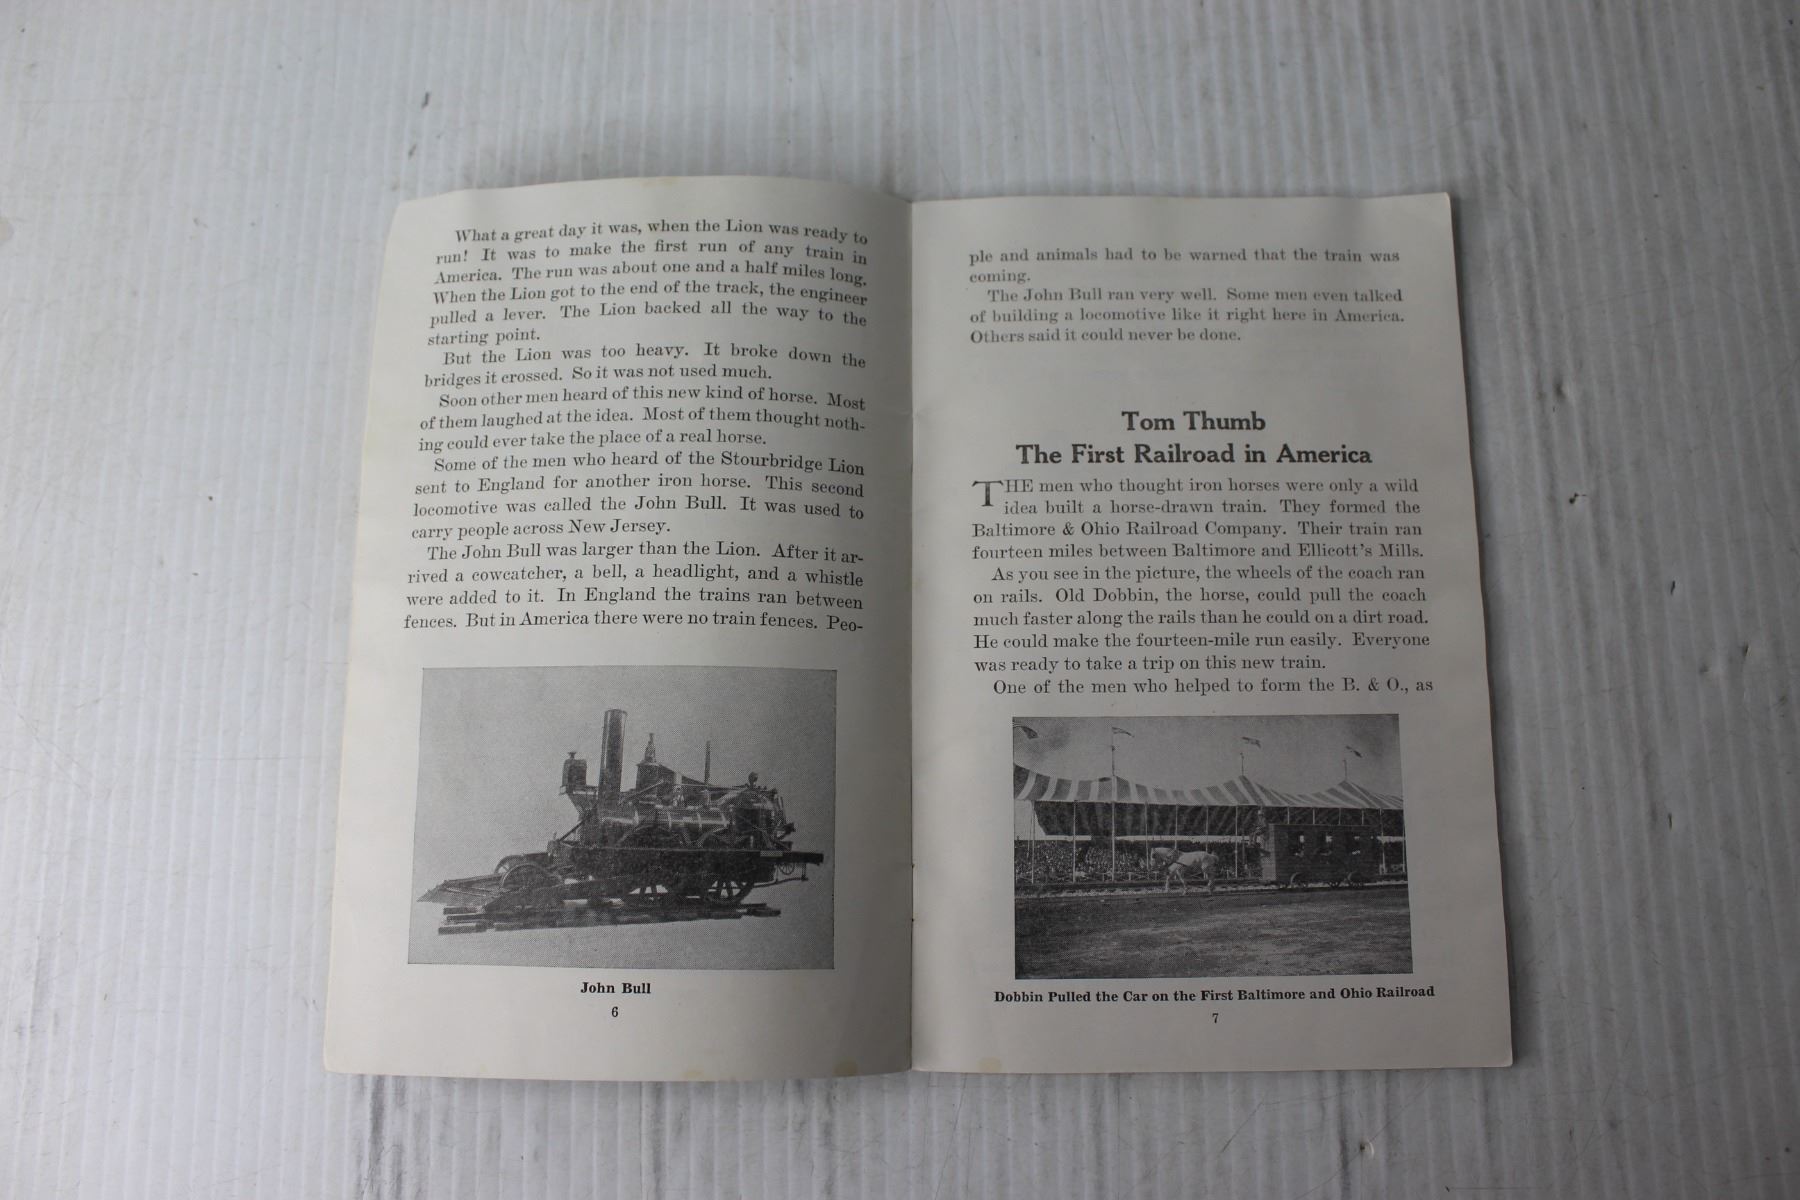 What a great day it was, when the Lion was ready to
run! It was to make the first run of any train in
America. The run was about one and a half miles long.
When the Lion got to the end of the track, the engineer
pulled a lever. The Lion backed all the way to the
starting point.
But the Lion was too heavy. It broke down the
bridges it crossed. So it was not used much.
Soon other men heard of this new kind of horse. Most
of them laughed at the idea. Most of them thought noth-
ing could ever take the place of a real horse.
Some of the men who heard of the Stourbridge Lion
sent to England for another iron horse. This second
locomotive was called the John Bull. It was used to
carry people across New Jersey.
The John Bull was larger than the Lion. After it ar-
rived a cowcatcher, a bell, a headlight, and a whistle
were added to it. In England the trains ran between
fences. But in America there were no train fences. Peo-
John Bull
6
ple and animals had to be warned that the train was
coming.
The John Bull ran very well. Some men even talked
of building a locomotive like it right here in America.
Others said it could never be done.
Tom Thumb
The First Railroad in America
THE men who thought iron horses were only a wild
idea built a horse-drawn train. They formed the
Baltimore & Ohio Railroad Company. Their train ran
fourteen miles between Baltimore and Ellicott's Mills.
As you see in the picture, the wheels of the coach ran
on rails. Old Dobbin, the horse, could pull the coach
much faster along the rails than he could on a dirt road.
He could make the fourteen-mile run easily. Everyone
was ready to take a trip on this new train.
One of the men who helped to form the B. & O., as
Dobbin Pulled the Car on the First Baltimore and Ohio Railroad
7